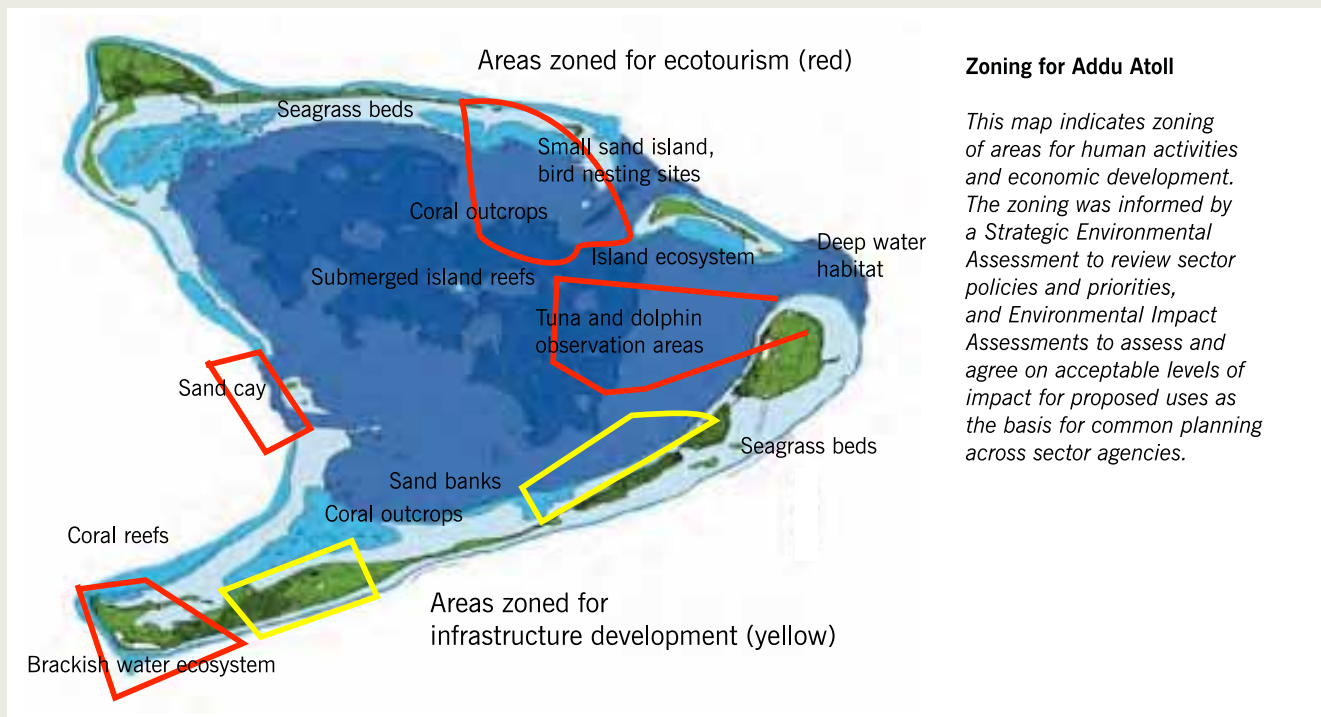 Areas zoned for ecotourism (red)
Seagrass beds
Small sand island,
bird nesting sites
Coral outcrops
Island ecosystem
Deep water
habitat
Submerged island reefs
Tuna and dolphin
observation areas
Sand cay
Seagrass beds
Sand banks
Coral outcrops
Coral reefs
Areas zoned for
infrastructure development (yellow)
Brackish water ecosystem
Zoning for Addu Atoll
This map indicates zoning
of areas for human activities
and economic development.
The zoning was informed by
a Strategic Environmental
Assessment to review sector
policies and priorities,
and Environmental Impact
Assessments to assess and
agree on acceptable levels of
impact for proposed uses as
the basis for common planning
across sector agencies.